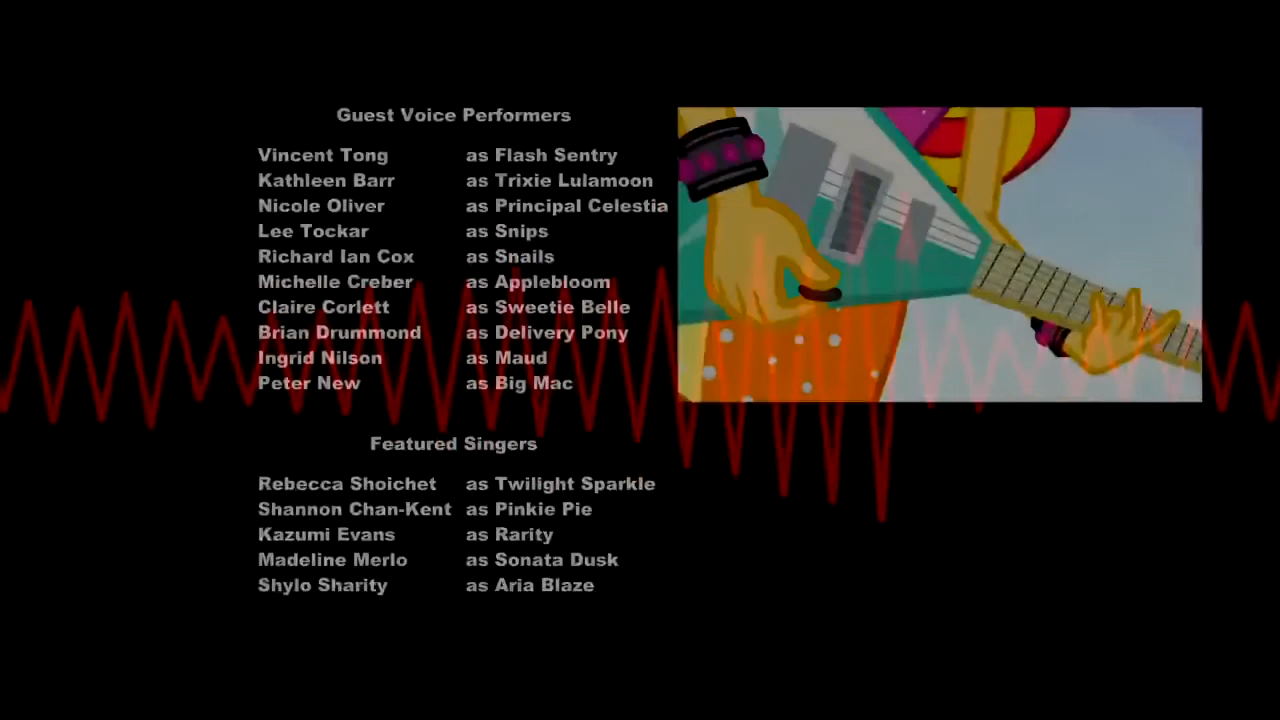 Guest Voice Performers
Vincent Tong as Flash Sentry
Kathleen Barr as Trixie Lulamoon
Nicole Oliver as Principal Celestia
Lee Tockar as Snips
Richard Ian Cox as Snails
Michelle Creber as Applebloom
Claire Corlett as Sweetie Belle
Brian Drummond as Delivery Pony
Ingrid Nilson as Maud
Peter New as Big Mac
Featured Singers
Rebecca Shoichet as Twilight Sparkle
Shannon Chan-Kent as Pinkie Pie
Kazumi Evans as Rarity
Madeline Merlo as Sonata Dusk
Shylo Sharity as Aria Blaze